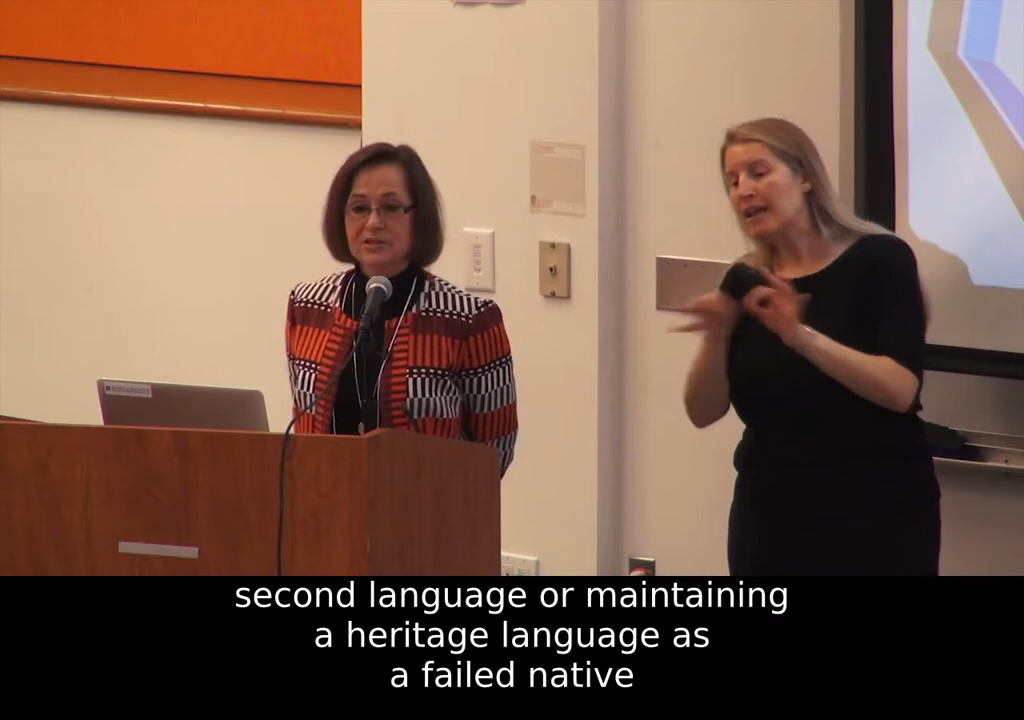 second language or maintaining
a heritage language as
a failed native